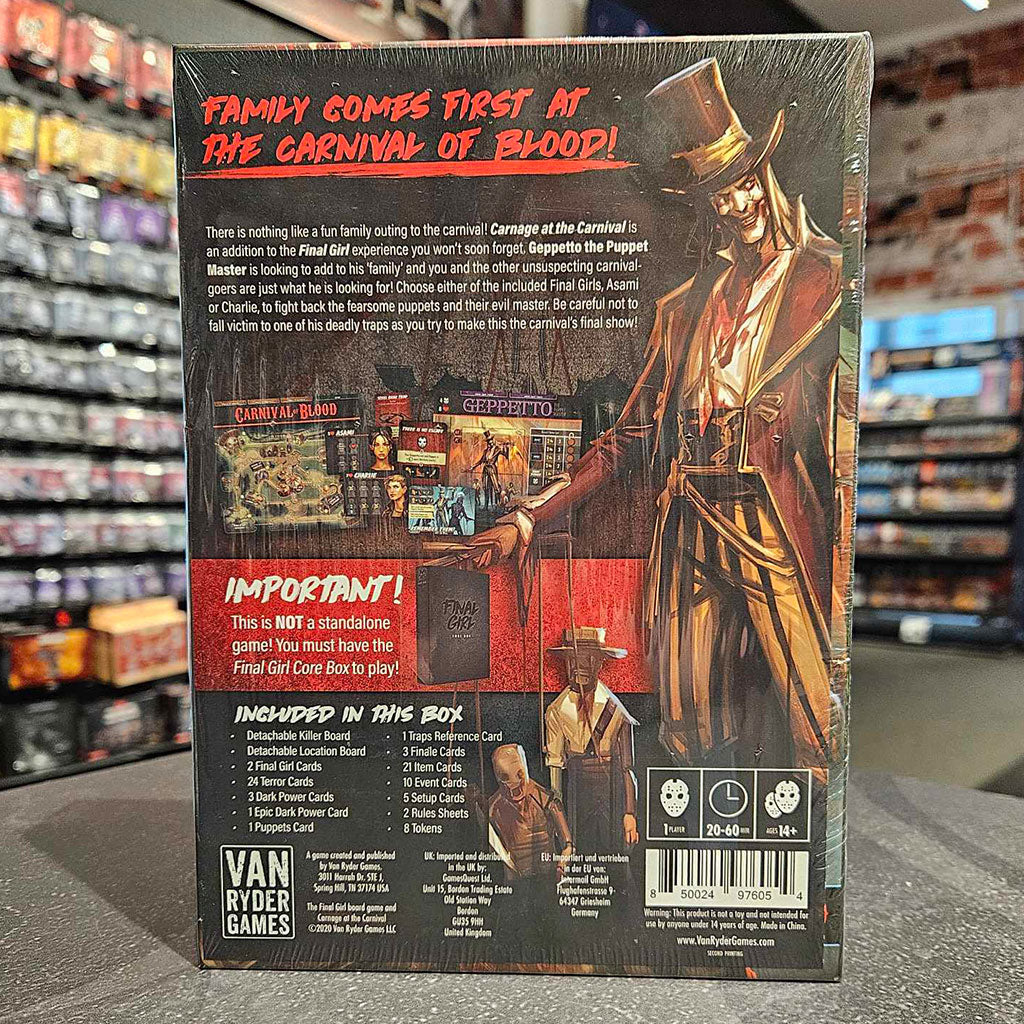 FAMILY COMES FIRST AT
THE CARNIVAL OF BLOOD!
There is nothing like a fun family outing to the carnival! Carnage at the Carnival is
an addition to the Final Girl experience you won't soon forget. Geppetto the Puppet
Master is looking to add to his 'family' and you and the other unsuspecting carnival-
goers are just what he is looking for! Choose either of the included Final Girls, Asami
or Charlie, to fight back the fearsome puppets and their evil master. Be careful not to
fall victim to one of his deadly traps as you try to make this the carnival's final show!
CARNIVAL OF BLOOD
GEPPETTO
ASAMI
THERE IS NO ESCAPE
CHARLIE
IMPORTANT!
This is NOT a standalone
game! You must have the
Final Girl Core Box to play!
FINAL
GIRL
CORE BOX
INCLUDED IN THIS BOX
- Detachable Killer Board
- Detachable Location Board
- 2 Final Girl Cards
- 24 Terror Cards
- 3 Dark Power Cards
- 1 Epic Dark Power Card
- 1 Puppets Card
- 1 Traps Reference Card
- 3 Finale Cards
- 21 Item Cards
- 10 Event Cards
- 5 Setup Cards
- 2 Rules Sheets
- 8 Tokens
1 PLAYER
20-60 MIN
AGES 14+
VAN
RYDER
GAMES
A game created and published
by Van Ryder Games.
3011 Harrah Dr. STE J,
Spring Hill, TN 37174 USA
The Final Girl board game and
Carnage at the Carnival
©2020 Van Ryder Games LLC
UK: Imported and distribu
in the UK by:
GamesQuest Ltd.
Unit 15, Bordon Trading Estate
Old Station Way
Bordon
GU35 9HH
United Kingdom
EU: Importiert und vertrieben
in der EU von:
Intermail GmbH
Flughafenstrasse 9
64347 Griesheim
Germany
8 50024 97605 4
Warning: This product is not a toy and not intended for
use by anyone under 14 years of age. Made in China.
www.VanRyderGames.com
SECOND PRINTING